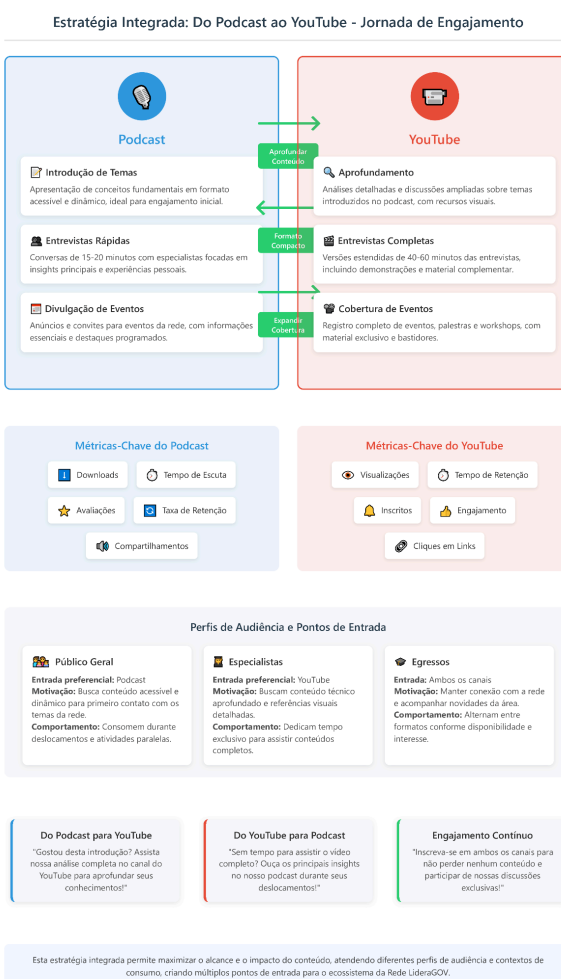 Estratégia Integrada: Do Podcast ao YouTube - Jornada de Engajamento
Podcast
Introdução de Temas
Apresentação de conceitos fundamentais em formato
acessível e dinâmico, ideal para engajamento inicial.
Entrevistas Rápidas
Conversas de 15-20 minutos com especialistas focadas em
insights principais e experiências pessoais.
Divulgação de Eventos
Anúncios e convites para eventos da rede, com informações
essenciais e destaques programados.
Aprofundar
Conteúdo
Formato
Compacto
Expandir
Cobertura
YouTube
Aprofundamento
Análises detalhadas e discussões ampliadas sobre temas
introduzidos no podcast, com recursos visuais.
Entrevistas Completas
Versões estendidas de 40-60 minutos das entrevistas,
incluindo demonstrações e material complementar.
Cobertura de Eventos
Registro completo de eventos, palestras e workshops, com
material exclusivo e bastidores.
Métricas-Chave do Podcast
Downloads
Tempo de Escuta
Avaliações
Taxa de Retenção
Compartilhamentos
Métricas-Chave do YouTube
Visualizações
Tempo de Retenção
Inscritos
Engajamento
Cliques em Links
Perfis de Audiência e Pontos de Entrada
Público Geral
Entrada preferencial: Podcast
Motivação: Busca conteúdo acessível e
dinâmico para primeiro contato com os
temas da rede.
Comportamento: Consomem durante
deslocamentos e atividades paralelas.
Especialistas
Entrada preferencial: YouTube
Motivação: Buscam conteúdo técnico
aprofundado e referências visuais
detalhadas.
Comportamento: Dedicam tempo
exclusivo para assistir conteúdos
completos.
Egressos
Entrada: Ambos os canais
Motivação: Manter conexão com a rede
e acompanhar novidades da área.
Comportamento: Alternam entre
formatos conforme disponibilidade e
interesse.
Do Podcast para YouTube
"Gostou desta introdução? Assista
nossa análise completa no canal do
YouTube para aprofundar seus
conhecimentos!"
Do YouTube para Podcast
"Sem tempo para assistir o vídeo
completo? Ouça os principais insights
no nosso podcast durante seus
deslocamentos!"
Engajamento Contínuo
"Inscreva-se em ambos os canais para
não perder nenhum conteúdo e
participar de nossas discussões
exclusivas!"
Esta estratégia integrada permite maximizar o alcance e o impacto do conteúdo, atendendo diferentes perfis de audiência e contextos de
consumo, criando múltiplos pontos de entrada para o ecossistema da Rede LideraGOV.